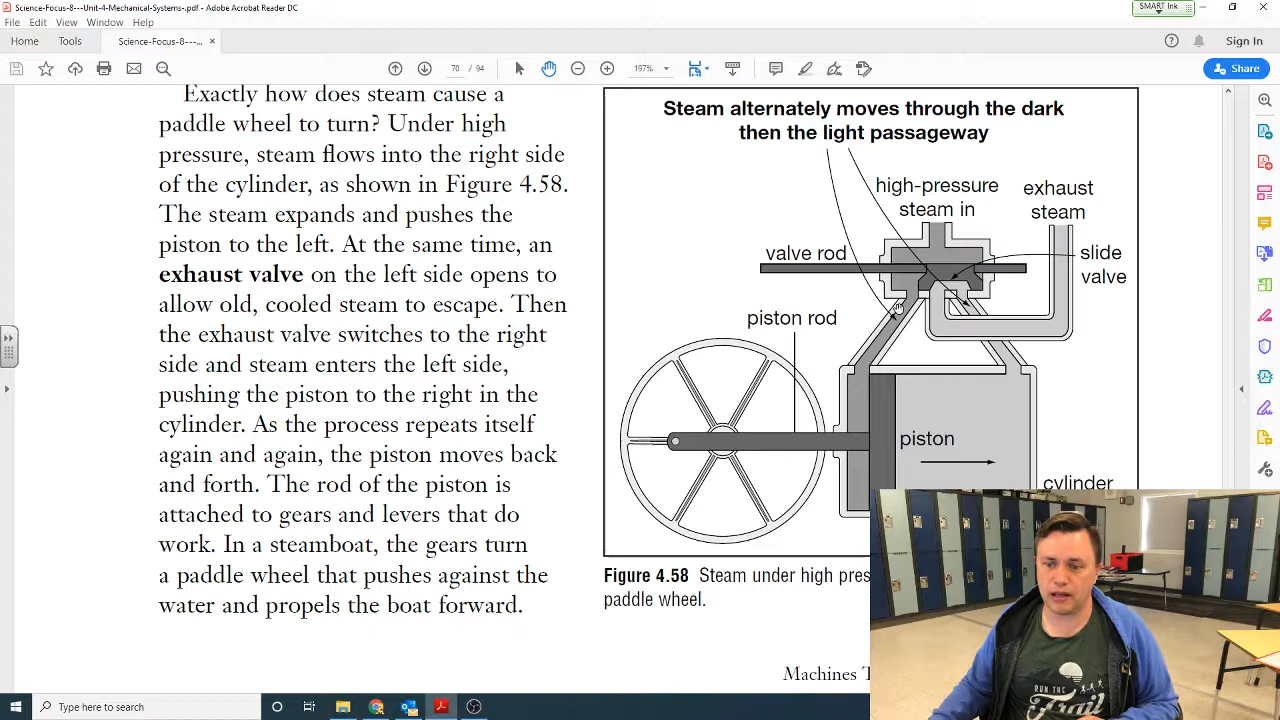 Science-Focus-8---Unit-4-Mechanical-Systems-.pdf - Adobe Acrobat Reader DC
SMART Ink
File Edit View Window Help
Home Tools Science-Focus-8---... × Sign In
70 / 94 197% Share
Exactly how does steam cause a
paddle wheel to turn? Under high
pressure, steam flows into the right side
of the cylinder, as shown in Figure 4.58.
The steam expands and pushes the
piston to the left. At the same time, an
exhaust valve on the left side opens to
allow old, cooled steam to escape. Then
the exhaust valve switches to the right
side and steam enters the left side,
pushing the piston to the right in the
cylinder. As the process repeats itself
again and again, the piston moves back
and forth. The rod of the piston is
attached to gears and levers that do
work. In a steamboat, the gears turn
a paddle wheel that pushes against the
water and propels the boat forward.
Steam alternately moves through the dark
then the light passageway
high-pressure
steam in
exhaust
steam
valve rod
slide
valve
piston rod
piston
cylinder
Figure 4.58 Steam under high pres
paddle wheel.
Machines T
RUN THE
Trail
Type here to search